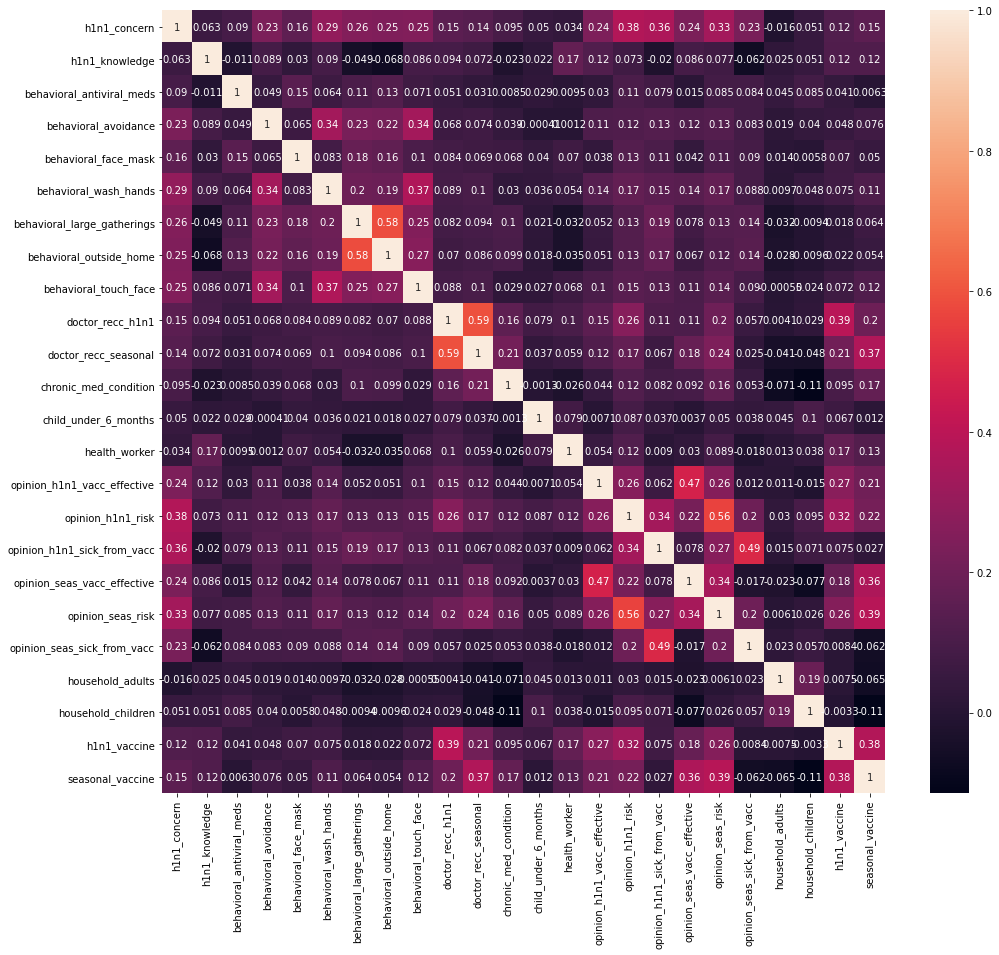 h1n1_concern 1 0.063 0.09 0.23 0.16 0.29 0.26 0.25 0.25 0.15 0.14 0.095 0.05 0.034 0.24 0.38 0.36 0.24 0.33 0.23 -0.016 0.051 0.12 0.15 1.0
h1n1_knowledge 0.063 1 -0.011 0.089 0.03 0.09 -0.049 -0.068 0.086 0.094 0.072 -0.023 0.022 0.17 0.12 0.073 -0.02 0.086 0.077 -0.062 0.025 0.051 0.12 0.12
behavioral_antiviral_meds 0.09 -0.011 1 0.049 0.15 0.064 0.11 0.13 0.071 0.051 0.031 0.0085 0.029 0.0095 0.03 0.11 0.079 0.015 0.085 0.084 0.045 0.085 0.041 0.0063
behavioral_avoidance 0.23 0.089 0.049 1 0.065 0.34 0.23 0.22 0.34 0.068 0.074 0.039 -0.00041 0.0012 0.11 0.12 0.13 0.12 0.13 0.083 0.019 0.04 0.048 0.076
0.8
behavioral_face_mask 0.16 0.03 0.15 0.065 1 0.083 0.18 0.16 0.1 0.084 0.069 0.068 0.04 0.07 0.038 0.13 0.11 0.042 0.11 0.09 0.014 0.0058 0.07 0.05
behavioral_wash_hands 0.29 0.09 0.064 0.34 0.083 1 0.2 0.19 0.37 0.089 0.1 0.03 0.036 0.054 0.14 0.17 0.15 0.14 0.17 0.088 0.0097 0.048 0.075 0.11
behavioral_large_gatherings 0.26 -0.049 0.11 0.23 0.18 0.2 1 0.58 0.25 0.082 0.094 0.1 0.021 -0.032 0.052 0.13 0.19 0.078 0.13 0.14 -0.032 -0.0094 0.018 0.064
behavioral_outside_home 0.25 -0.068 0.13 0.22 0.16 0.19 0.58 1 0.27 0.07 0.086 0.099 0.018 -0.035 0.051 0.13 0.17 0.067 0.12 0.14 -0.028 -0.0096 0.022 0.054
0.6
behavioral_touch_face 0.25 0.086 0.071 0.34 0.1 0.37 0.25 0.27 1 0.088 0.1 0.029 0.027 0.068 0.1 0.15 0.13 0.11 0.14 0.09 -0.00055 0.024 0.072 0.12
doctor_recc_h1n1 0.15 0.094 0.051 0.068 0.084 0.089 0.082 0.07 0.088 1 0.59 0.16 0.079 0.1 0.15 0.26 0.11 0.11 0.2 0.057 0.0041 0.029 0.39 0.2
doctor_recc_seasonal 0.14 0.072 0.031 0.074 0.069 0.1 0.094 0.086 0.1 0.59 1 0.21 0.037 0.059 0.12 0.17 0.067 0.18 0.24 0.025 -0.041 -0.048 0.21 0.37
chronic_med_condition 0.095 -0.023 0.0085 0.039 0.068 0.03 0.1 0.099 0.029 0.16 0.21 1 0.0013 -0.026 0.044 0.12 0.082 0.092 0.16 0.053 -0.071 -0.11 0.095 0.17
0.4
child_under_6_months 0.05 0.022 0.029 -0.00041 0.04 0.036 0.021 0.018 0.027 0.079 0.037 1 0.079 0.0071 0.087 0.037 0.0037 0.05 0.038 0.045 0.1 0.067 0.012
health_worker 0.034 0.17 0.0095 0.0012 0.07 0.054 -0.032 -0.035 0.068 0.1 0.059 -0.026 0.079 1 0.054 0.12 0.009 0.03 0.089 -0.018 0.013 0.038 0.17 0.13
opinion_h1n1_vacc_effective 0.24 0.12 0.03 0.11 0.038 0.14 0.052 0.051 0.1 0.15 0.12 0.044 0.0071 0.054 1 0.26 0.062 0.47 0.26 0.012 0.011 -0.015 0.27 0.21
opinion_h1n1_risk 0.38 0.073 0.11 0.12 0.13 0.17 0.13 0.13 0.15 0.26 0.17 0.12 0.087 0.12 0.26 1 0.34 0.22 0.56 0.2 0.03 0.095 0.32 0.22
opinion_h1n1_sick_from_vacc 0.36 -0.02 0.079 0.13 0.11 0.15 0.19 0.17 0.13 0.11 0.067 0.082 0.037 0.009 0.062 0.34 1 0.078 0.27 0.49 0.015 0.071 0.075 0.027
0.2
opinion_seas_vacc_effective 0.24 0.086 0.015 0.12 0.042 0.14 0.078 0.067 0.11 0.11 0.18 0.092 0.0037 0.03 0.47 0.22 0.078 1 0.34 -0.017 -0.023 -0.077 0.18 0.36
opinion_seas_risk 0.33 0.077 0.085 0.13 0.11 0.17 0.13 0.12 0.14 0.2 0.24 0.16 0.05 0.089 0.26 0.56 0.27 0.34 1 0.2 0.0061 0.026 0.26 0.39
opinion_seas_sick_from_vacc 0.23 -0.062 0.084 0.083 0.09 0.088 0.14 0.14 0.09 0.057 0.025 0.053 0.038 -0.018 0.012 0.2 0.49 -0.017 0.2 1 0.023 0.057 0.0084 -0.062
household_adults -0.016 0.025 0.045 0.019 0.014 0.0097 -0.032 -0.028 -0.00055 0.0041 -0.041 -0.071 0.045 0.013 0.011 0.03 0.015 -0.023 0.0061 0.023 1 0.19 0.0075 -0.065
household_children 0.051 0.051 0.085 0.04 0.0058 0.048 -0.0094 -0.0096 0.024 0.029 -0.048 -0.11 0.1 0.038 -0.015 0.095 0.071 -0.077 0.026 0.057 0.19 1 0.0033 -0.11
0.0
h1n1_vaccine 0.12 0.12 0.041 0.048 0.07 0.075 0.018 0.022 0.072 0.39 0.21 0.095 0.067 0.17 0.27 0.32 0.075 0.18 0.26 0.0084 0.0075 1 0.38
seasonal_vaccine 0.15 0.12 0.0063 0.076 0.05 0.11 0.064 0.054 0.12 0.2 0.37 0.17 0.012 0.13 0.21 0.22 0.027 0.36 0.39 -0.062 -0.065 -0.11 0.38 1
h1n1_concern
h1n1_knowledge
behavioral_antiviral_meds
behavioral_avoidance
behavioral_face_mask
behavioral_wash_hands
behavioral_large_gatherings
behavioral_outside_home
behavioral_touch_face
doctor_recc_h1n1
doctor_recc_seasonal
chronic_med_condition
child_under_6_months
health_worker
opinion_h1n1_vacc_effective
opinion_h1n1_risk
opinion_h1n1_sick_from_vacc
opinion_seas_vacc_effective
opinion_seas_risk
opinion_seas_sick_from_vacc
household_adults
household_children
h1n1_vaccine
seasonal_vaccine